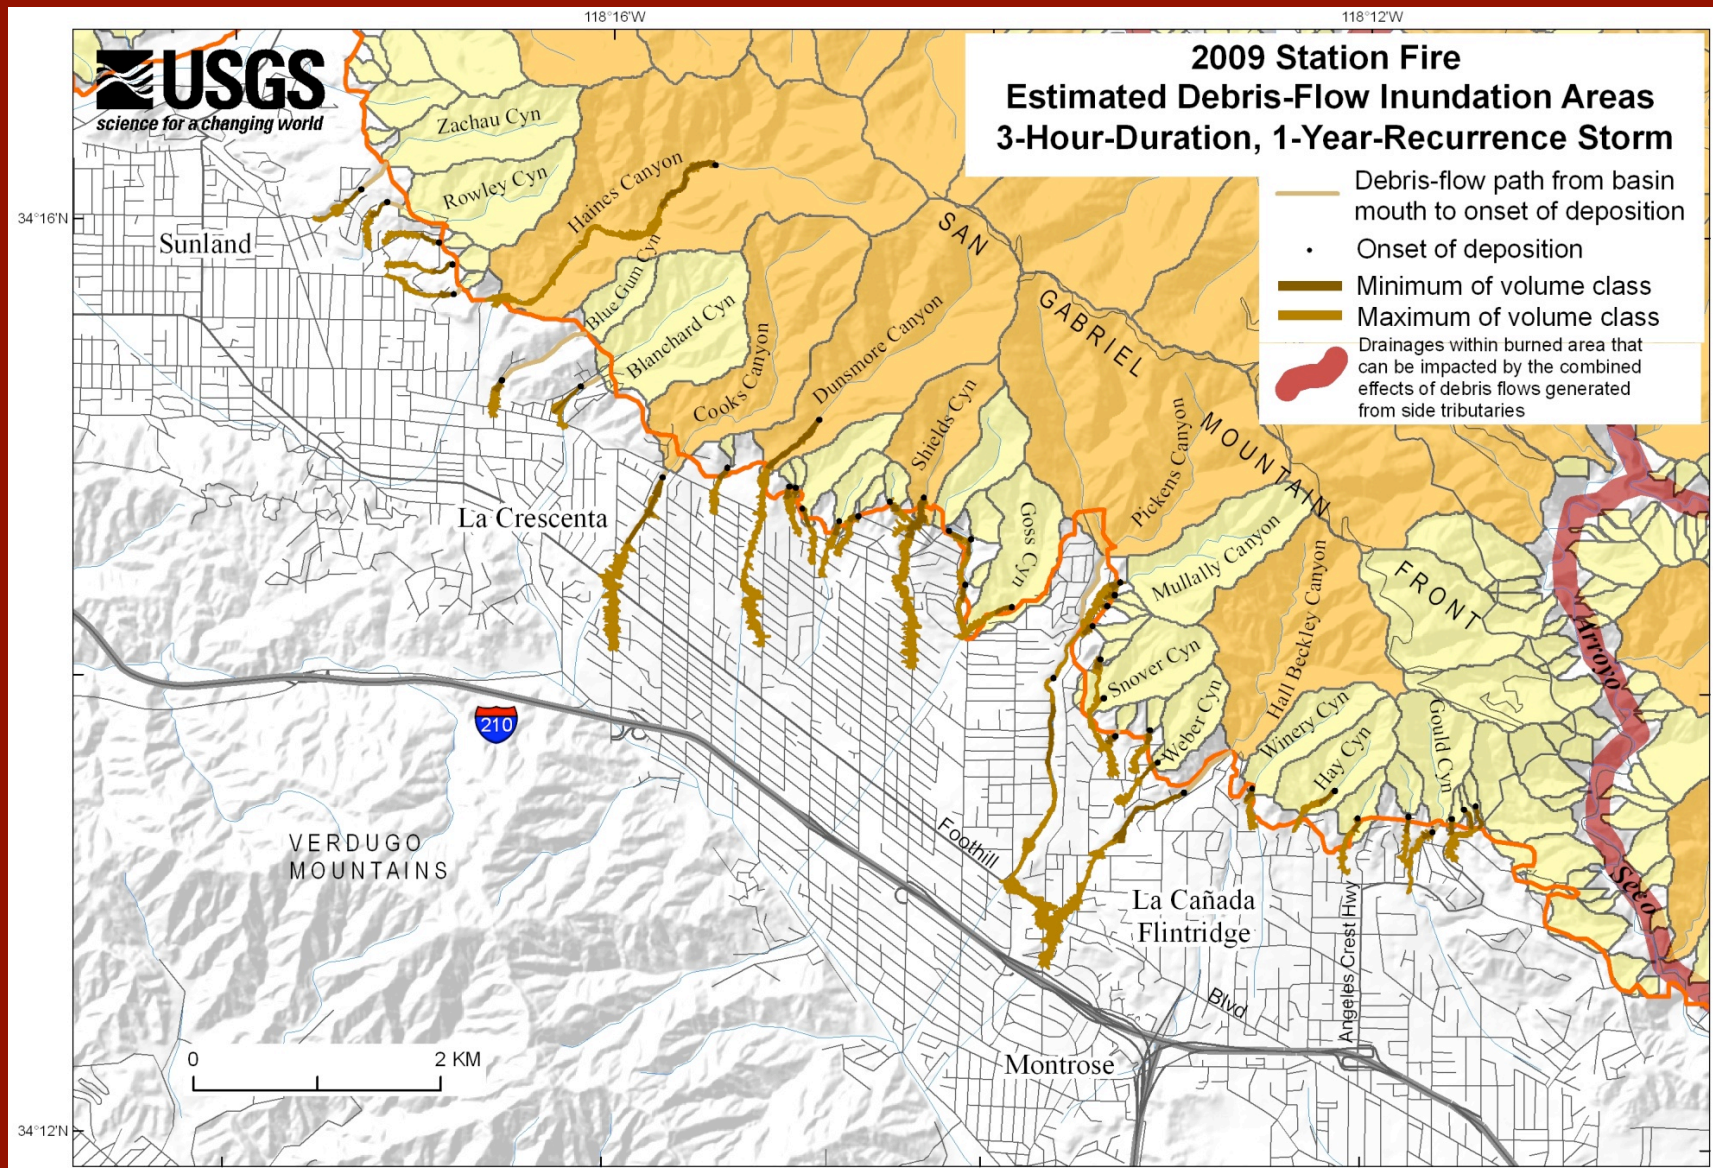 118°16'W
118°12'W
USGS
science for a changing world
2009 Station Fire
Estimated Debris-Flow Inundation Areas
3-Hour-Duration, 1-Year-Recurrence Storm
Debris-flow path from basin
mouth to onset of deposition
Onset of deposition
Minimum of volume class
Maximum of volume class
Drainages within burned area that
can be impacted by the combined
effects of debris flows generated
from side tributaries
Zachau Cyn
Rowley Cyn
Haines Canyon
34°16'N
Sunland
SAN
GABRIEL
MOUNTAIN
FRONT
Blue Gum Cyn
Blanchard Cyn
Cooks Canyon
Dunsmore Canyon
Shields Cyn
Goss Cyn
Pickens Canyon
Mullally Canyon
La Crescenta
Snover Cyn
Weber Cyn
Hall Beckley Canyon
Winery Cyn
Hay Cyn
Gould Cyn
Arroyo
Seco
210
VERDUGO
MOUNTAINS
Foothill
Blvd
La Cañada
Flintridge
Angeles Crest Hwy
Montrose
0
2 KM
34°12'N